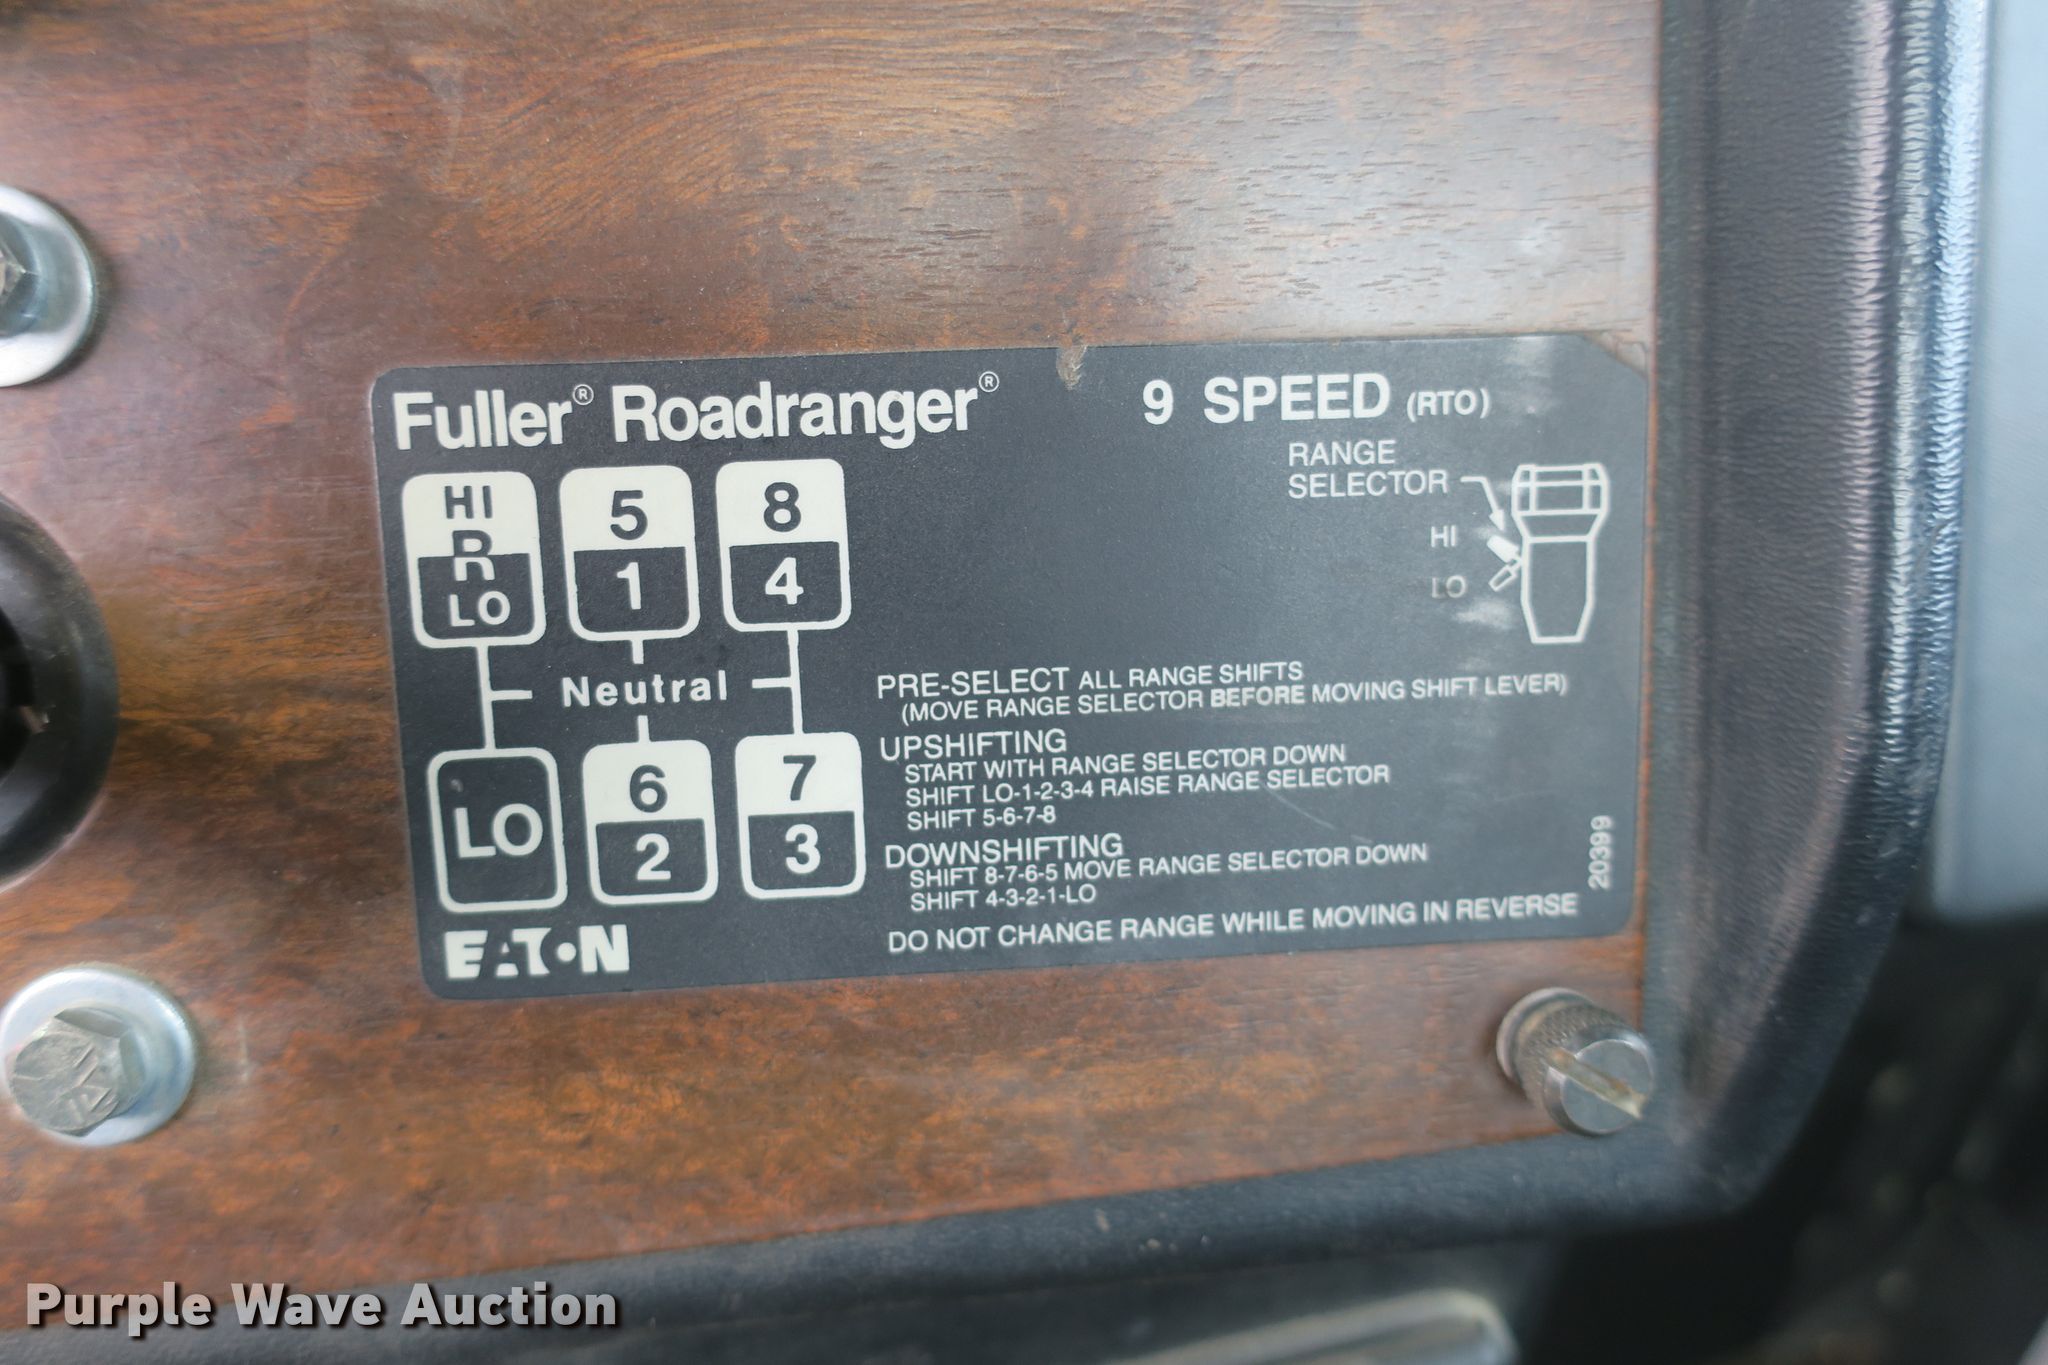 Fuller® Roadranger® 9 SPEED (RTO)
RANGE
SELECTOR
HI
LO
HI
R
LO
5
1
8
4
Neutral
LO
6
2
7
3
PRE-SELECT ALL RANGE SHIFTS
(MOVE RANGE SELECTOR BEFORE MOVING SHIFT LEVER)
UPSHIFTING
START WITH RANGE SELECTOR DOWN
SHIFT LO-1-2-3-4 RAISE RANGE SELECTOR
SHIFT 5-6-7-8
DOWNSHIFTING
SHIFT 8-7-6-5 MOVE RANGE SELECTOR DOWN
SHIFT 4-3-2-1-LO
DO NOT CHANGE RANGE WHILE MOVING IN REVERSE
20399
EATON
Purple Wave Auction